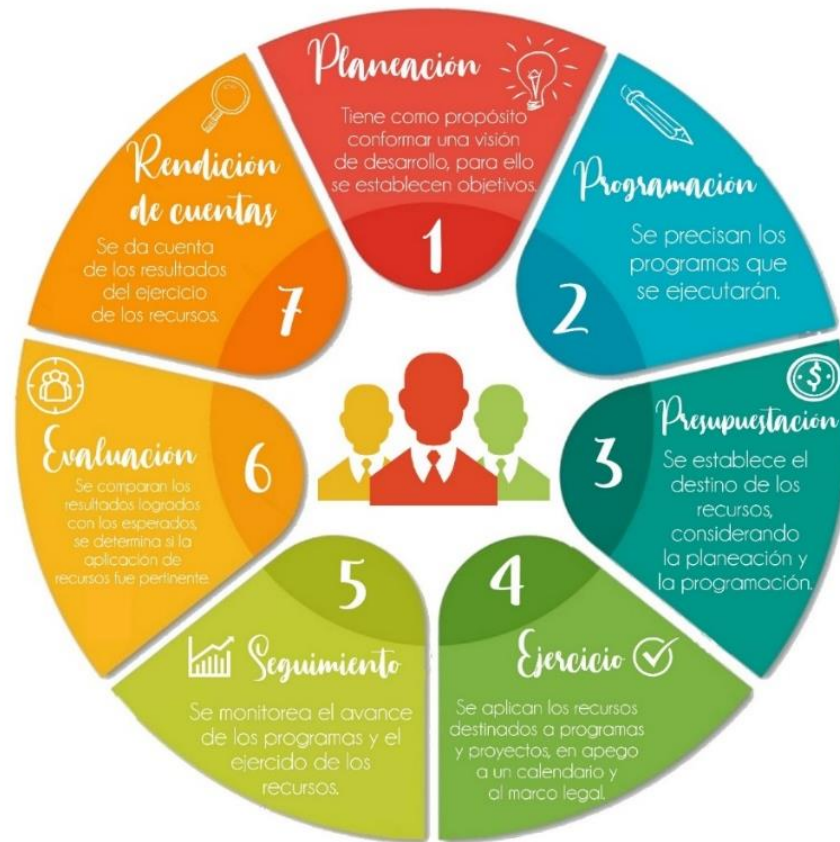 Planeación
Tiene como propósito
conformar una visión
de desarrollo, para ello
se establecen objetivos.
1
Programación
Se precisan los
programas que
se ejecutarán.
2
Presupuestación
Se establece el
destino de los
recursos,
considerando
la planeación y
la programación.
3
4
Ejercicio
Se aplican los recursos
destinados a programas
y proyectos, en apego
a un calendario y
al marco legal.
5
Seguimiento
Se monitorea el avance
de los programas y el
ejercido de los
recursos.
6
Evaluación
Se comparan los
resultados logrados
con los esperados,
se determina si la
aplicación de
recursos fue pertinente.
Rendición
de cuentas
Se da cuenta
de los resultados
del ejercicio
de los recursos.
7